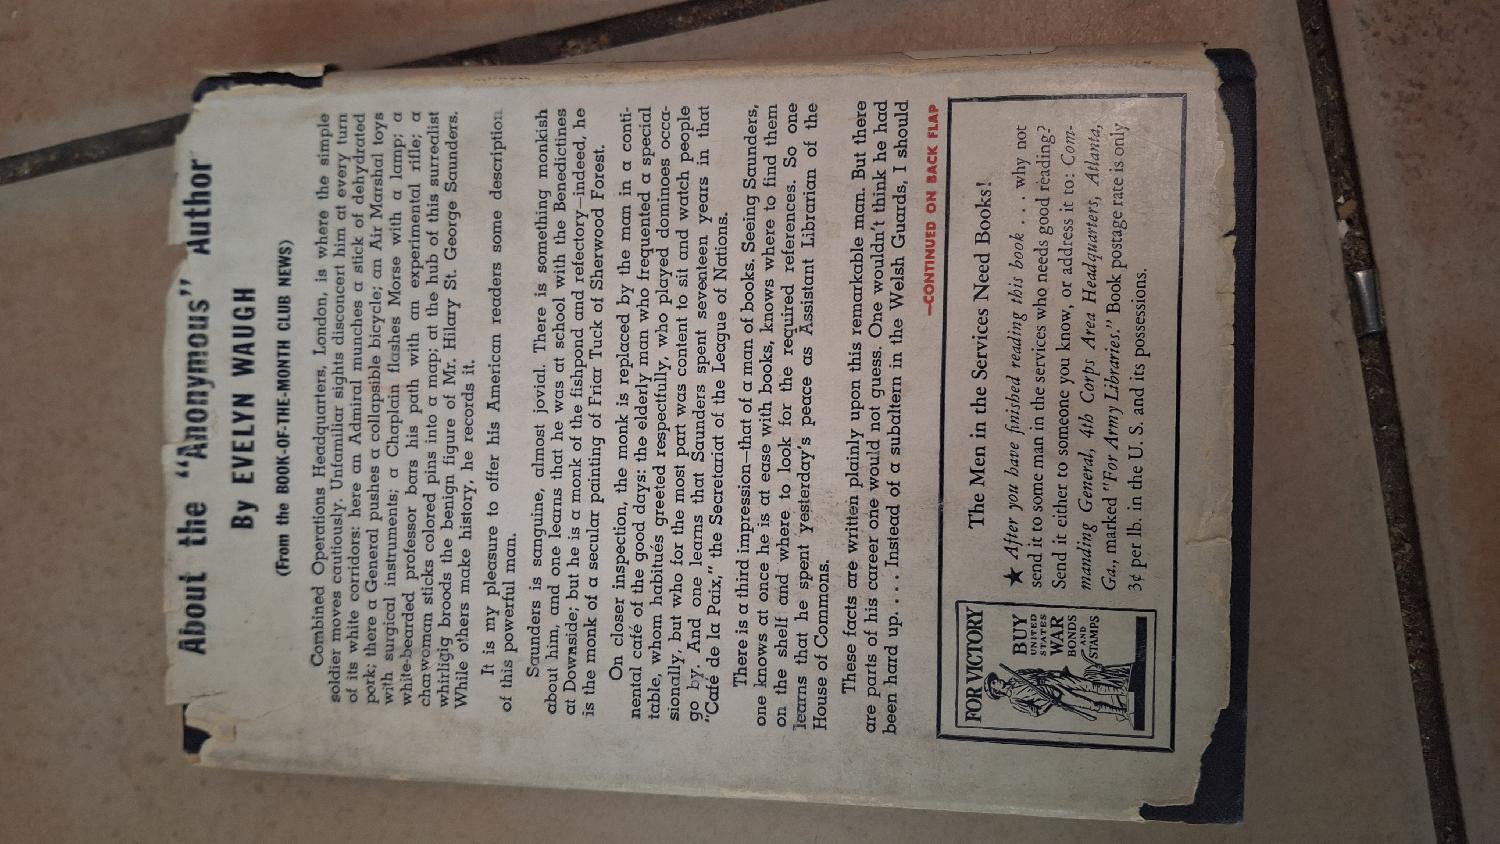 About the "Anonymous" Author
By EVELYN WAUGH
(From the BOOK-OF-THE-MONTH CLUB NEWS)
Combined Operations Headquarters, London, is where the simple
soldier moves cautiously. Unfamiliar sights disconcert him at every turn
of its white corridors: here an Admiral munches a stick of dehydrated
pork; there a General pushes a collapsible bicycle; an Air Marshal toys
with surgical instruments; a Chaplain flashes Morse with a lamp; a
white-bearded professor bars his path with an experimental rifle; a
charwoman sticks colored pins into a map; at the hub of this surrealist
whirligig broods the benign figure of Mr. Hilary St. George Saunders.
While others make history, he records it.
It is my pleasure to offer his American readers some description
of this powerful man.
Saunders is sanguine, almost jovial. There is something monkish
about him, and one learns that he was at school with the Benedictines
at Downside; but he is a monk of the fishpond and refectory—indeed, he
is the monk of a secular painting of Friar Tuck of Sherwood Forest.
On closer inspection, the monk is replaced by the man in a conti-
nental café of the good days: the elderly man who frequented a special
table, whom habitués greeted respectfully, who played dominoes occa-
sionally, but who for the most part was content to sit and watch people
go by. And one learns that Saunders spent seventeen years in that
"Café de la Paix," the Secretariat of the League of Nations.
There is a third impression—that of a man of books. Seeing Saunders,
one knows at once he is at ease with books, knows where to find them
on the shelf and where to look for the required references. So one
learns that he spent yesterday's peace as Assistant Librarian of the
House of Commons.
These facts are written plainly upon this remarkable man. But there
are parts of his career one would not guess. One wouldn't think he had
been hard up. . . . Instead of a subaltern in the Welsh Guards, I should
—CONTINUED ON BACK FLAP
FOR VICTORY
BUY
UNITED
STATES
WAR
BONDS
AND
STAMPS
The Men in the Services Need Books!
★ After you have finished reading this book . . . why not
send it to some man in the services who needs good reading?
Send it either to someone you know, or address it to: Com-
manding General, 4th Corps Area Headquarters, Atlanta,
Ga., marked "For Army Libraries." Book postage rate is only
3¢ per lb. in the U. S. and its possessions.